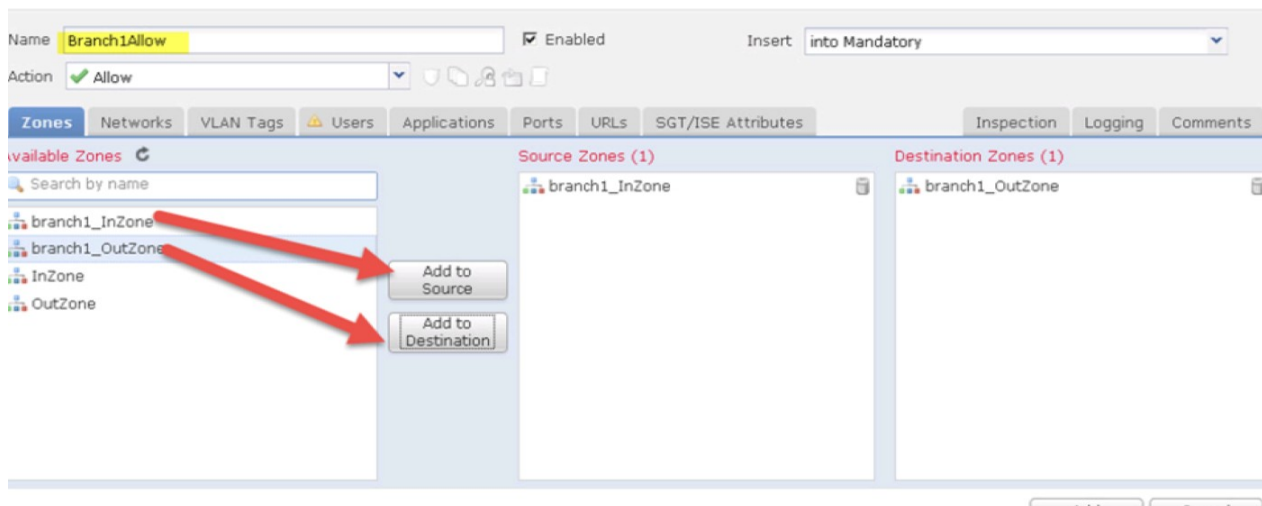 Name Branch1Allow Enabled Insert into Mandatory
Action Allow
Zones Networks VLAN Tags Users Applications Ports URLs SGT/ISE Attributes Inspection Logging Comments
Available Zones Source Zones (1) Destination Zones (1)
Search by name branch1_InZone branch1_OutZone
branch1_InZone
branch1_OutZone
InZone
OutZone
Add to
Source
Add to
Destination